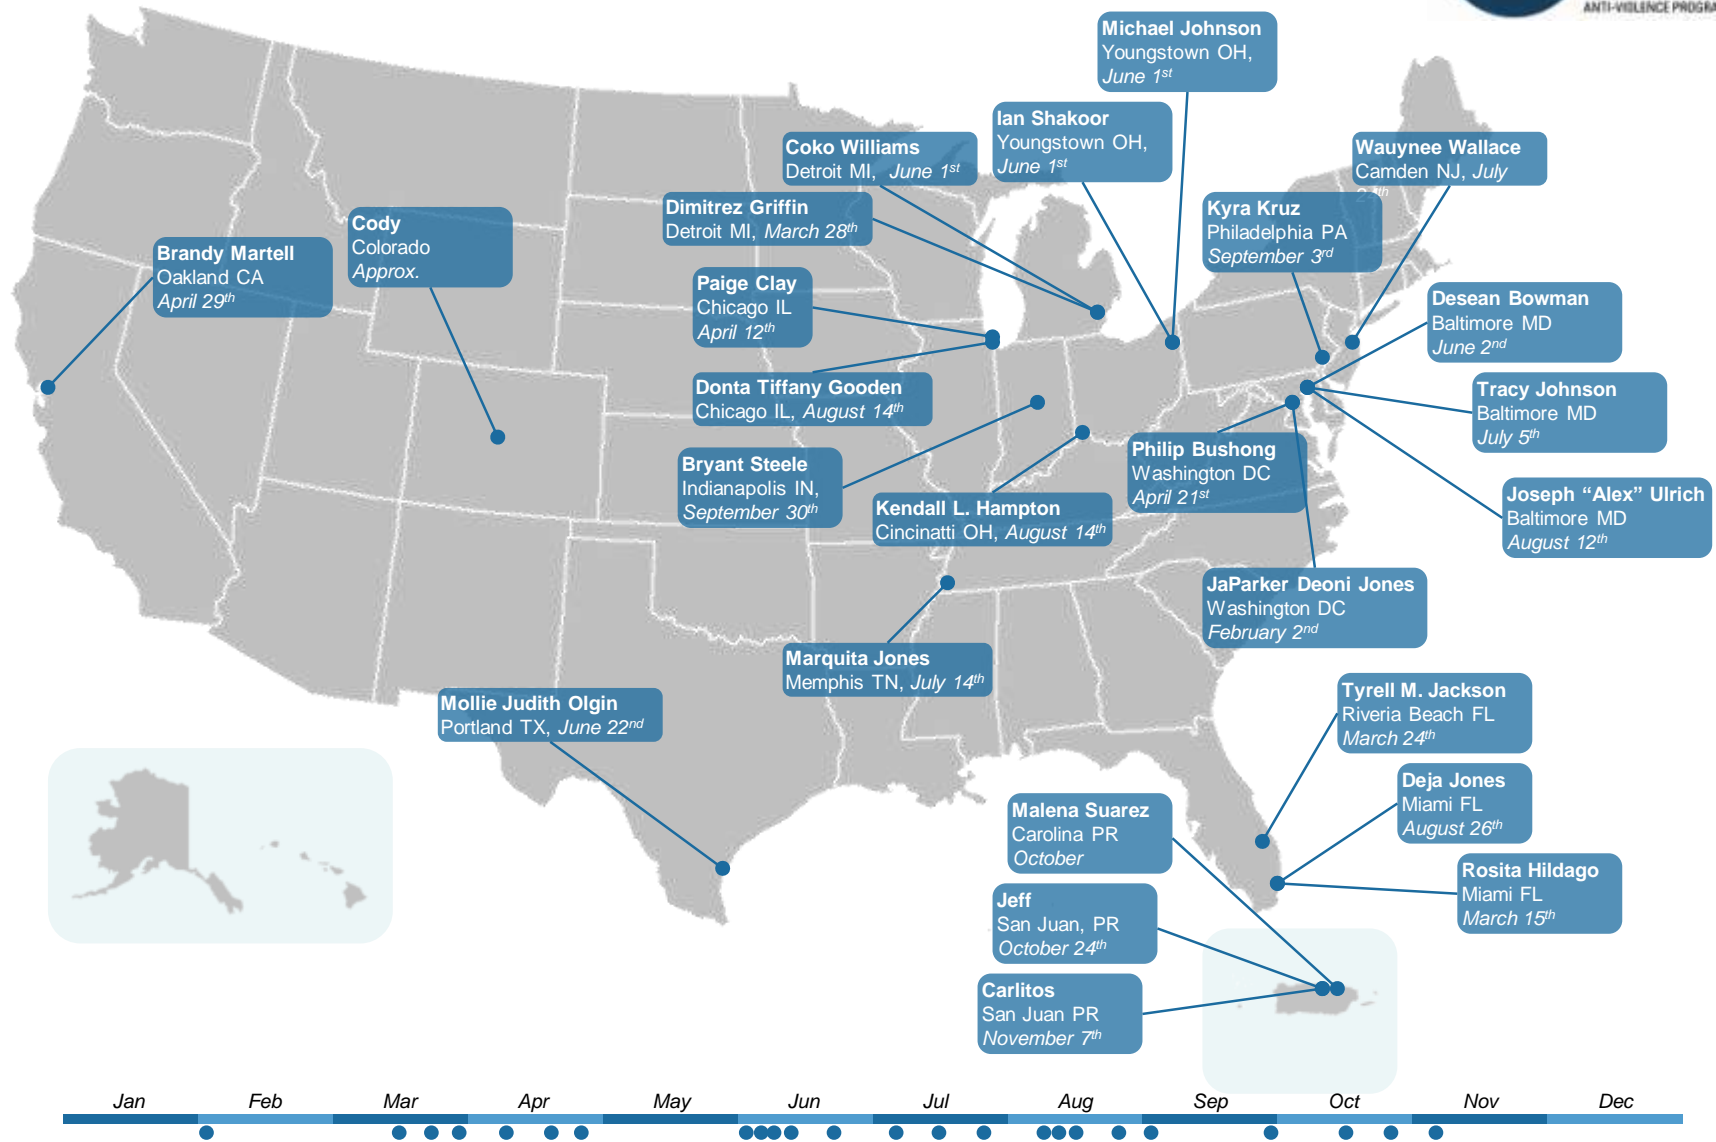 ANTI-VIOLENCE PROGRA
Michael Johnson
Youngstown OH,
June 1st
Ian Shakoor
Youngstown OH,
June 1st
Coko Williams
Detroit MI, June 1st
Wauynee Wallace
Camden NJ, July
24th
Dimitrez Griffin
Detroit MI, March 28th
Kyra Kruz
Philadelphia PA
September 3rd
Cody
Colorado
Approx.
Brandy Martell
Oakland CA
April 29th
Paige Clay
Chicago IL
April 12th
Desean Bowman
Baltimore MD
June 2nd
Donta Tiffany Gooden
Chicago IL, August 14th
Tracy Johnson
Baltimore MD
July 5th
Bryant Steele
Indianapolis IN,
September 30th
Philip Bushong
Washington DC
April 21st
Kendall L. Hampton
Cincinatti OH, August 14th
Joseph “Alex” Ulrich
Baltimore MD
August 12th
JaParker Deoni Jones
Washington DC
February 2nd
Marquita Jones
Memphis TN, July 14th
Mollie Judith Olgin
Portland TX, June 22nd
Tyrell M. Jackson
Riveria Beach FL
March 24th
Deja Jones
Miami FL
August 26th
Malena Suarez
Carolina PR
October
Rosita Hildago
Miami FL
March 15th
Jeff
San Juan, PR
October 24th
Carlitos
San Juan PR
November 7th
Jan Feb Mar Apr May Jun Jul Aug Sep Oct Nov Dec